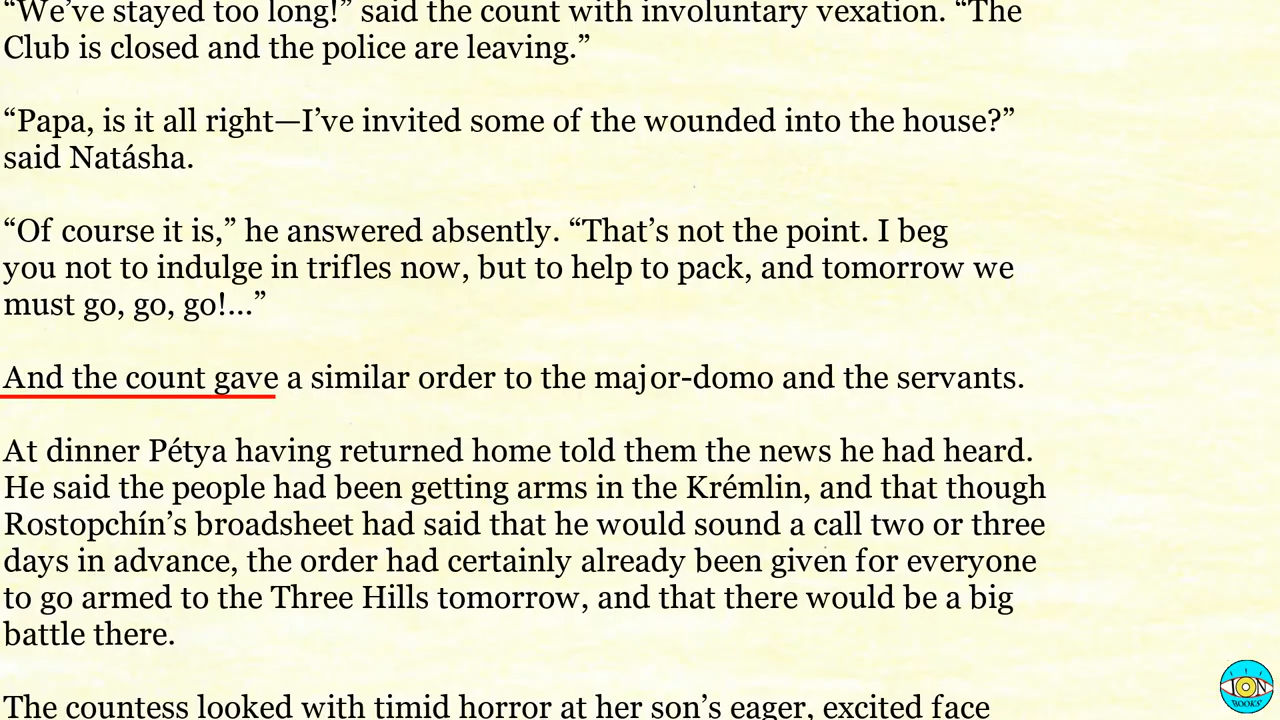 “We’ve stayed too long!” said the count with involuntary vexation. “The
Club is closed and the police are leaving.”
“Papa, is it all right—I’ve invited some of the wounded into the house?”
said Natásha.
“Of course it is,” he answered absently. “That’s not the point. I beg
you not to indulge in trifles now, but to help to pack, and tomorrow we
must go, go, go!...”
And the count gave a similar order to the major-domo and the servants.
At dinner Pétya having returned home told them the news he had heard.
He said the people had been getting arms in the Krémlin, and that though
Rostopchín’s broadsheet had said that he would sound a call two or three
days in advance, the order had certainly already been given for everyone
to go armed to the Three Hills tomorrow, and that there would be a big
battle there.
The countess looked with timid horror at her son’s eager, excited face
ION
BOOKS